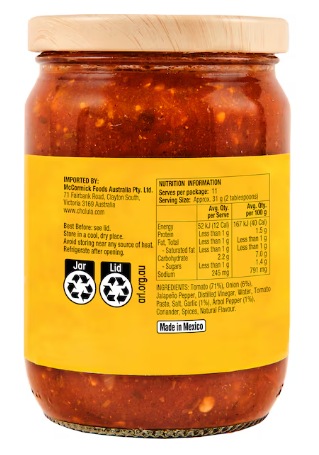 IMPORTED BY:
McCormick Foods Australia Pty. Ltd.
71 Fairbank Road, Clayton South,
Victoria 3169 Australia
www.cholula.com
Best Before: see lid.
Store in a cool, dry place.
Avoid storing near any source of heat.
Refrigerate after opening.
Jar
Lid
arl.org.au
NUTRITION INFORMATION
Serves per package: 11
Serving Size: Approx. 31 g (2 tablespoons)
Avg. Qty. per Serve
Avg. Qty. per 100 g
Energy 52 kJ (12 Cal) 167 kJ (40 Cal)
Protein Less than 1 g 1.5 g
Fat, Total Less than 1 g Less than 1 g
- Saturated fat Less than 1 g Less than 1 g
Carbohydrate 2.2 g 7.0 g
- Sugars Less than 1 g 1.4 g
Sodium 245 mg 791 mg
INGREDIENTS: Tomato (71%), Onion (6%),
Jalapeño Pepper, Distilled Vinegar, Water, Tomato
Paste, Salt, Garlic (1%), Arbol Pepper (1%),
Coriander, Spices, Natural Flavour.
Made in Mexico